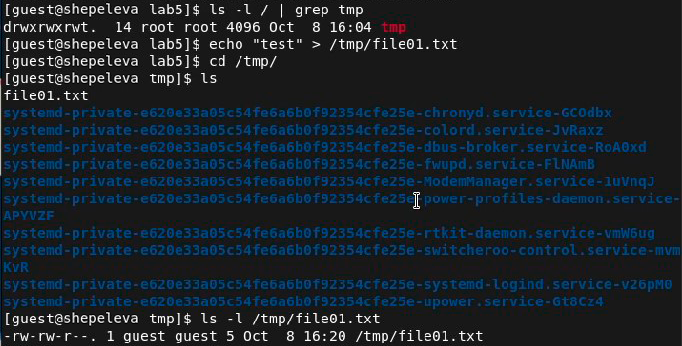 [guest@shepeleva lab5]$ ls -l / | grep tmp
drwxrwxrwt.  14 root root 4096 Oct  8 16:04 tmp
[guest@shepeleva lab5]$ echo "test" > /tmp/file01.txt
[guest@shepeleva lab5]$ cd /tmp/
[guest@shepeleva tmp]$ ls
file01.txt
systemd-private-e620e33a05c54fe6a6b0f92354cfe25e-chronyd.service-GCOdbx
systemd-private-e620e33a05c54fe6a6b0f92354cfe25e-colord.service-JvRaxz
systemd-private-e620e33a05c54fe6a6b0f92354cfe25e-dbus-broker.service-RoA0xd
systemd-private-e620e33a05c54fe6a6b0f92354cfe25e-fwupd.service-FlNAmB
systemd-private-e620e33a05c54fe6a6b0f92354cfe25e-ModemManager.service-1uVnqJ
systemd-private-e620e33a05c54fe6a6b0f92354cfe25e-power-profiles-daemon.service-
APYVZF
systemd-private-e620e33a05c54fe6a6b0f92354cfe25e-rtkit-daemon.service-vmW6ug
systemd-private-e620e33a05c54fe6a6b0f92354cfe25e-switcheroo-control.service-mvm
KvR
systemd-private-e620e33a05c54fe6a6b0f92354cfe25e-systemd-logind.service-vZ6pM0
systemd-private-e620e33a05c54fe6a6b0f92354cfe25e-upower.service-Gt8Cz4
[guest@shepeleva tmp]$ ls -l /tmp/file01.txt
-rw-rw-r--. 1 guest guest 5 Oct  8 16:20 /tmp/file01.txt